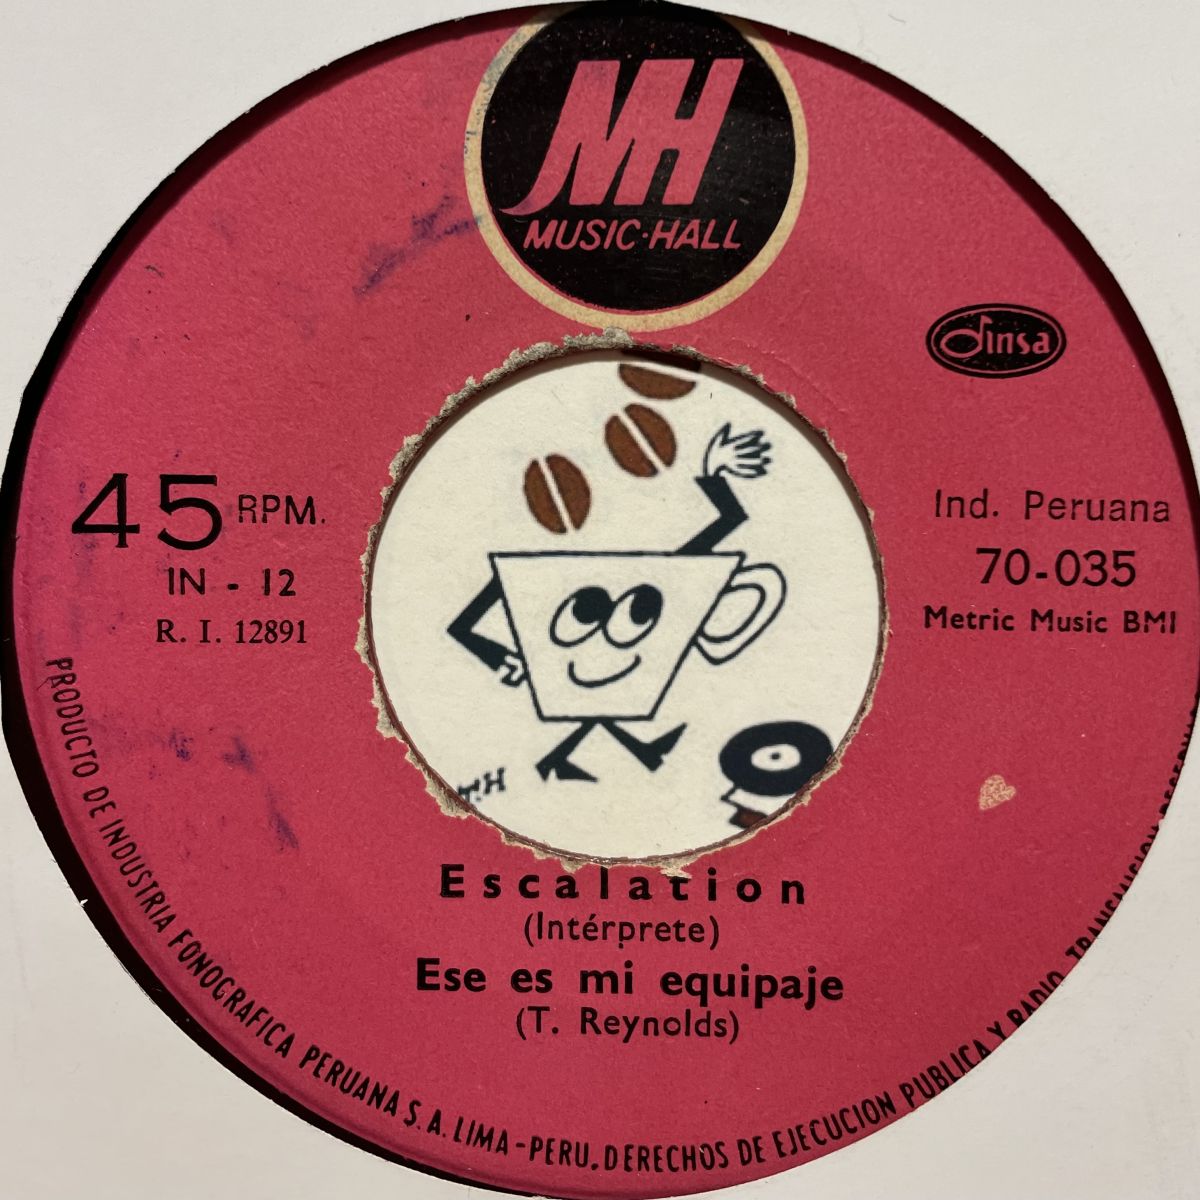 MH
MUSIC·HALL
dinsa
45 RPM.
IN - 12
R. I. 12891
Ind. Peruana
70-035
Metric Music BMI
Escalation
(Intérprete)
Ese es mi equipaje
(T. Reynolds)
PRODUCTO DE INDUSTRIA FONOGRAFICA PERUANA S. A. LIMA - PERU. DERECHOS DE EJECUCION PUBLICA Y RADIO